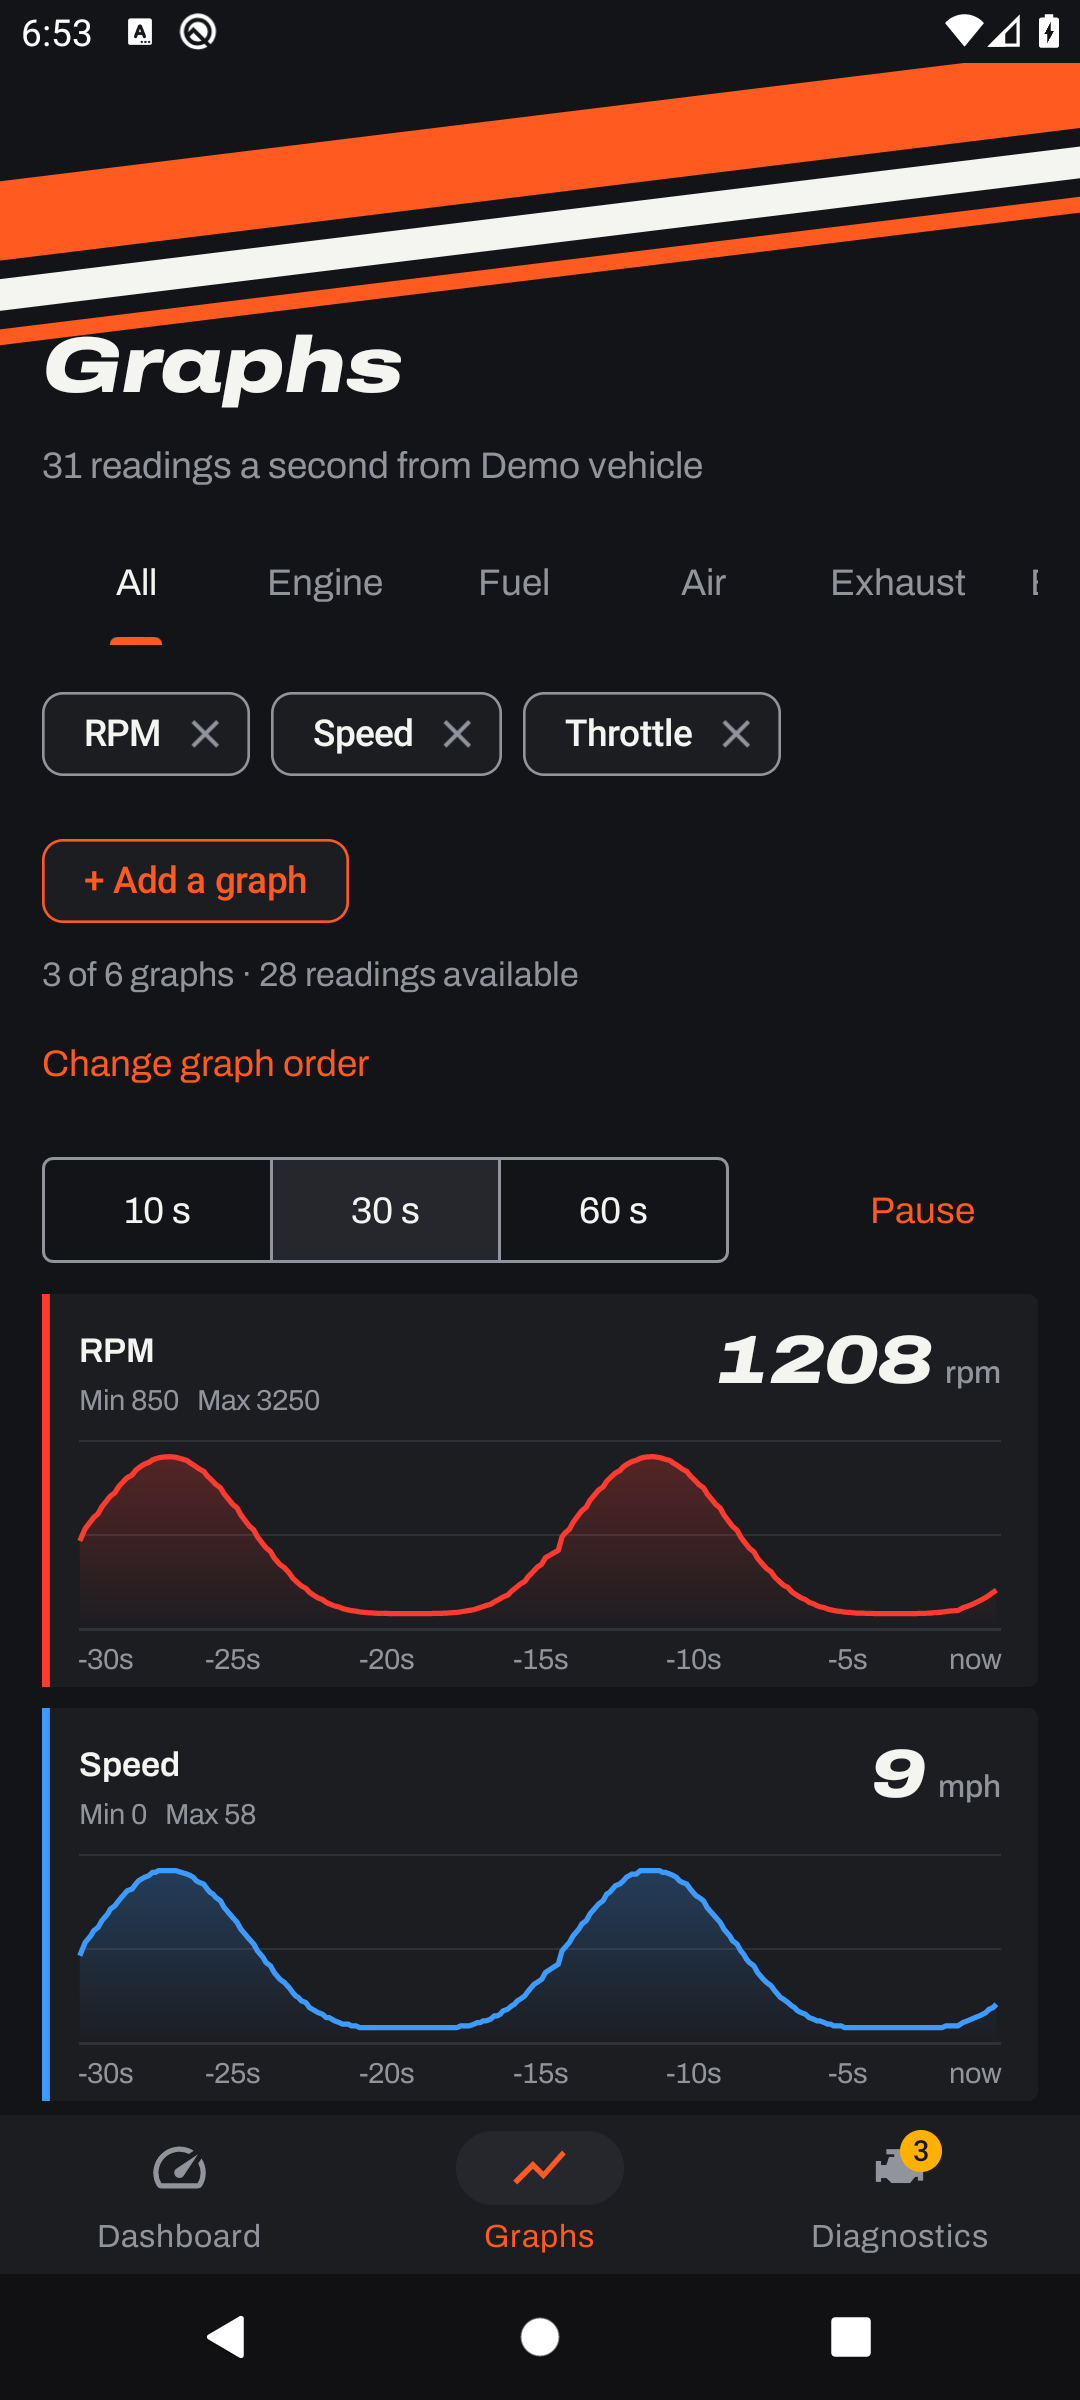 6:53
Graphs
31 readings a second from Demo vehicle
All Engine Fuel Air Exhaust
RPM Speed Throttle
+ Add a graph
3 of 6 graphs · 28 readings available
Change graph order
10 s 30 s 60 s Pause
RPM 1208 rpm
Min 850 Max 3250
-30s -25s -20s -15s -10s -5s now
Speed 9 mph
Min 0 Max 58
-30s -25s -20s -15s -10s -5s now
3
Dashboard Graphs Diagnostics